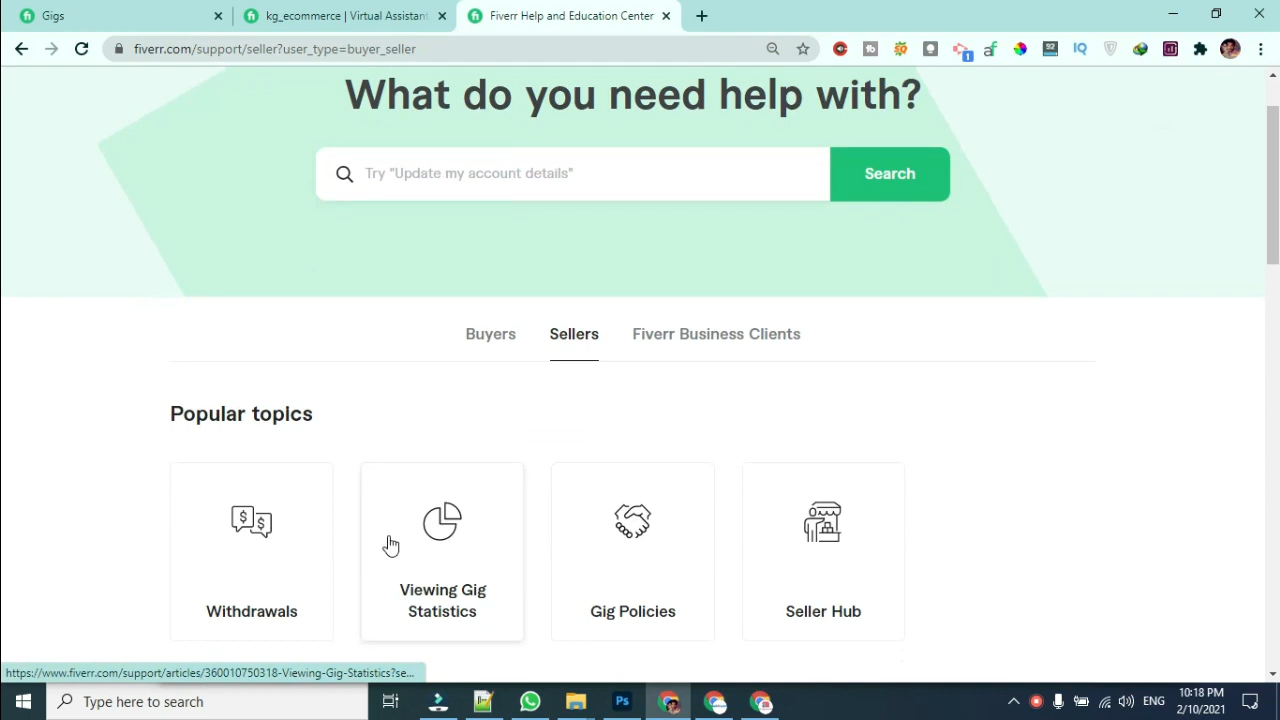 Gigs
kg_ecommerce | Virtual Assistant
Fiverr Help and Education Center
fiverr.com/support/seller?user_type=buyer_seller
What do you need help with?
Try "Update my account details"
Search
Buyers
Sellers
Fiverr Business Clients
Popular topics
Withdrawals
Viewing Gig
Statistics
Gig Policies
Seller Hub
https://www.fiverr.com/support/articles/360010750318-Viewing-Gig-Statistics?se...
Type here to search
Ps
ENG
10:18 PM
2/10/2021